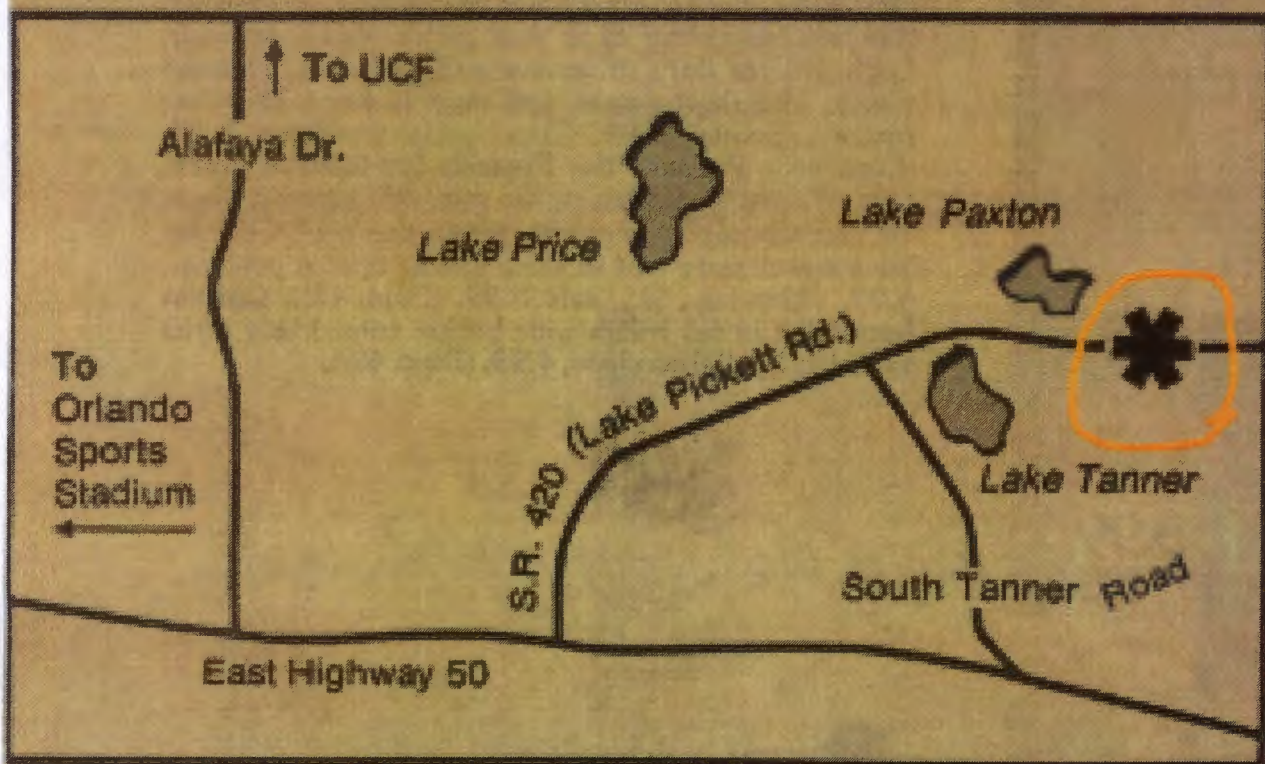 To UCF
Alafaya Dr.
Lake Paxton
Lake Price
To
Orlando
Sports
Stadium
S.R. 420 (Lake Pickett Rd.)
Lake Tanner
South Tanner Road
East Highway 50